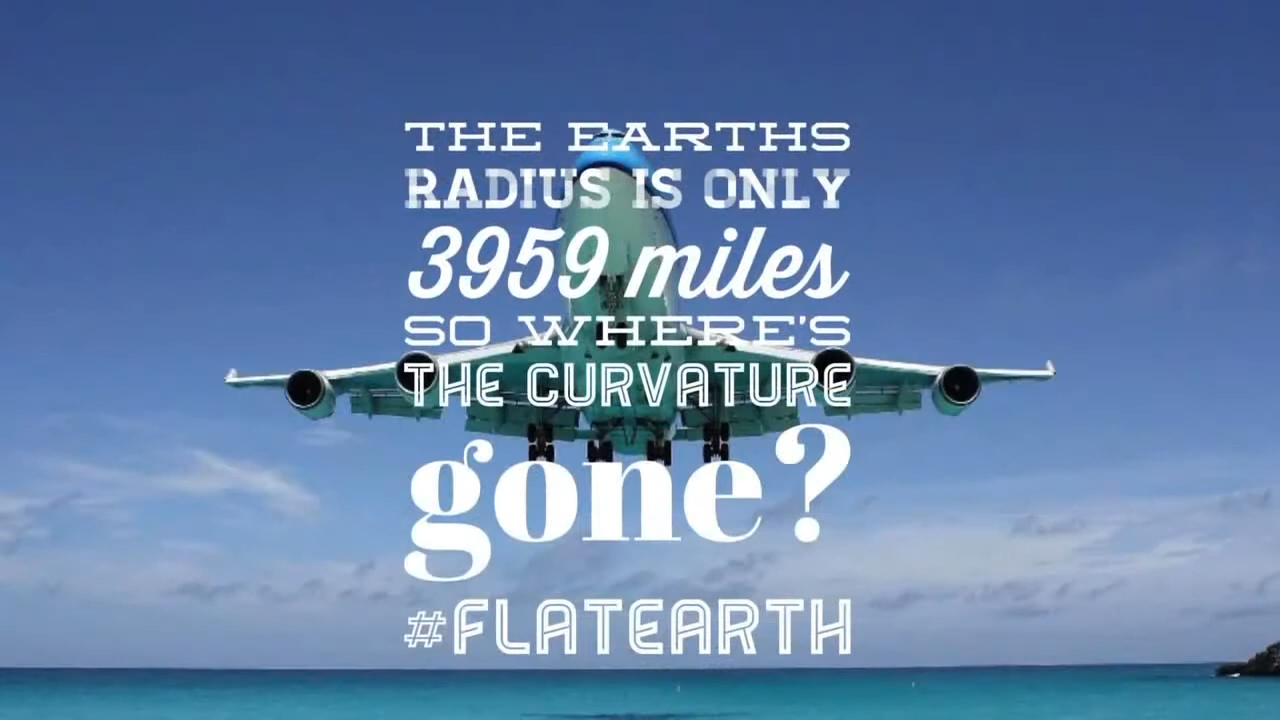 THE EARTHS
RADIUS IS ONLY
3959 miles
SO WHERE'S
THE CURVATURE
gone?
#FLATEARTH